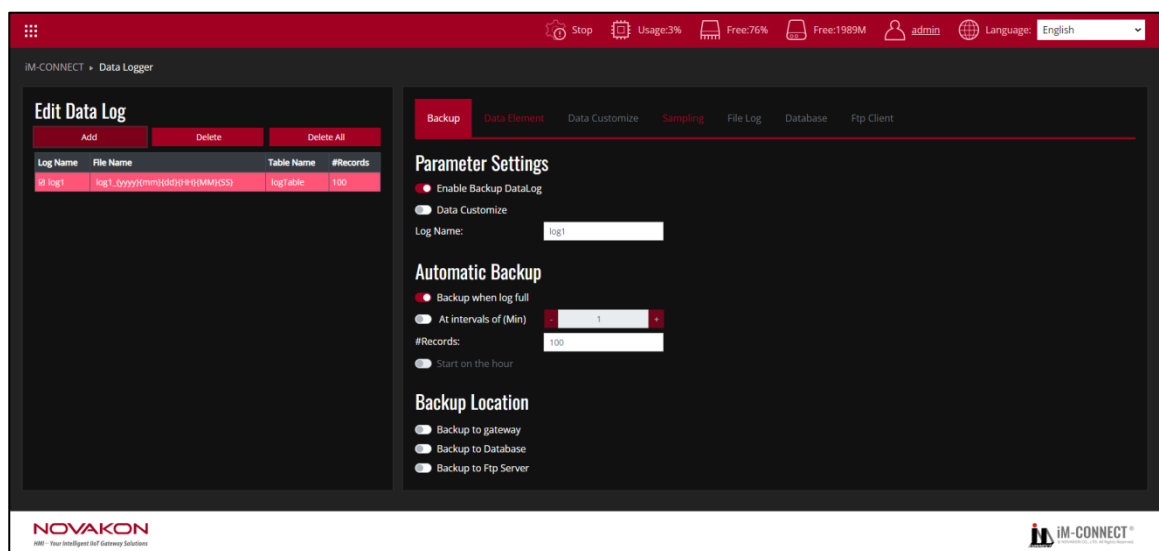 Stop Usage:3% Free:76% Free:1989M admin Language: English
iM-CONNECT ▸ Data Logger
Edit Data Log
Add Delete Delete All
Log Name File Name Table Name #Records
log1 log1_{yyyy}{mm}{dd}{HH}{MM}{SS} logTable 100
Backup Data Element Data Customize Sampling File Log Database Ftp Client
Parameter Settings
Enable Backup DataLog
Data Customize
Log Name: log1
Automatic Backup
Backup when log full
At intervals of (Min) - 1 +
#Records: 100
Start on the hour
Backup Location
Backup to gateway
Backup to Database
Backup to Ftp Server
NOVAKON
HMI - Your Intelligent IIoT Gateway Solutions
iM-CONNECT ®